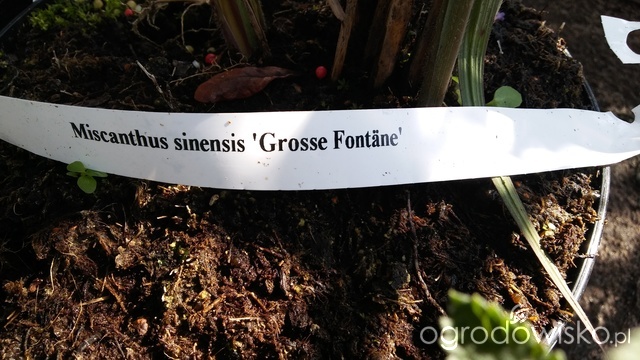 Miscanthus sinensis 'Grosse Fontäne'
ogrodowisko.pl